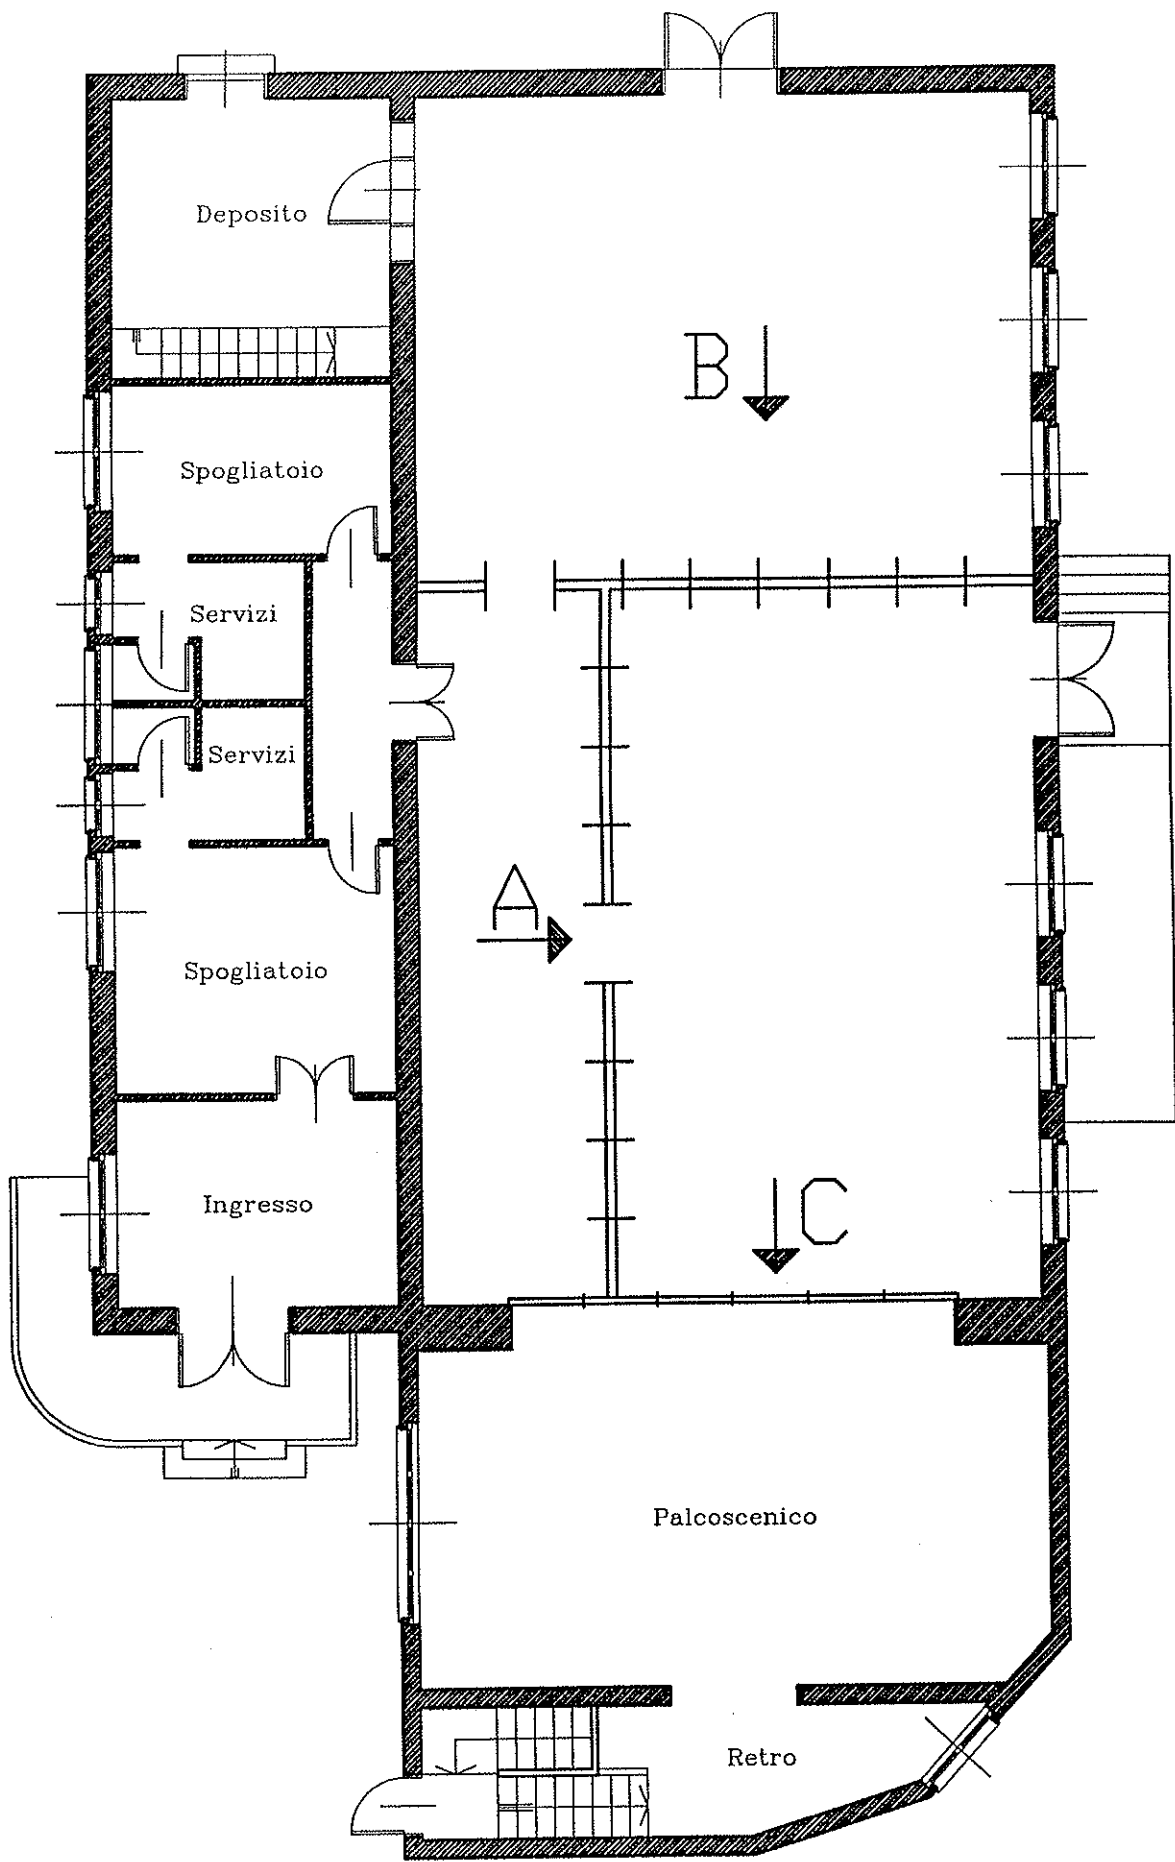 Deposito
B
Spogliatoio
Servizi
Servizi
A
Spogliatoio
Ingresso
C
Palcoscenico
Retro